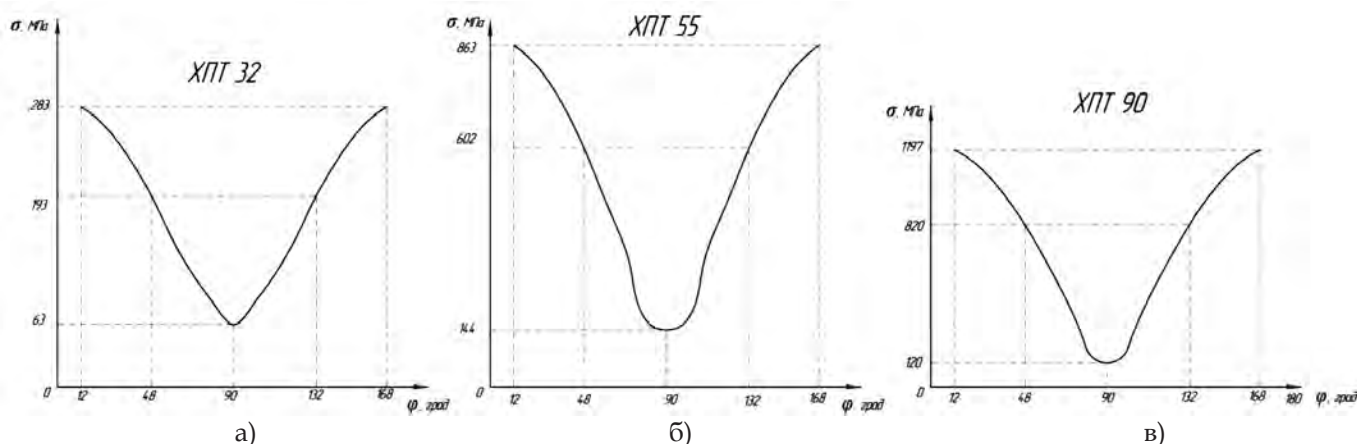 σ, МПа
ХПТ 32
283
193
63
0
12
48
90
132
168
φ, град
а)
σ, МПа
ХПТ 55
863
602
144
0
12
48
90
132
168
φ, град
б)
σ, МПа
ХПТ 90
1197
820
120
0
12
48
90
132
168
180
φ, град
в)